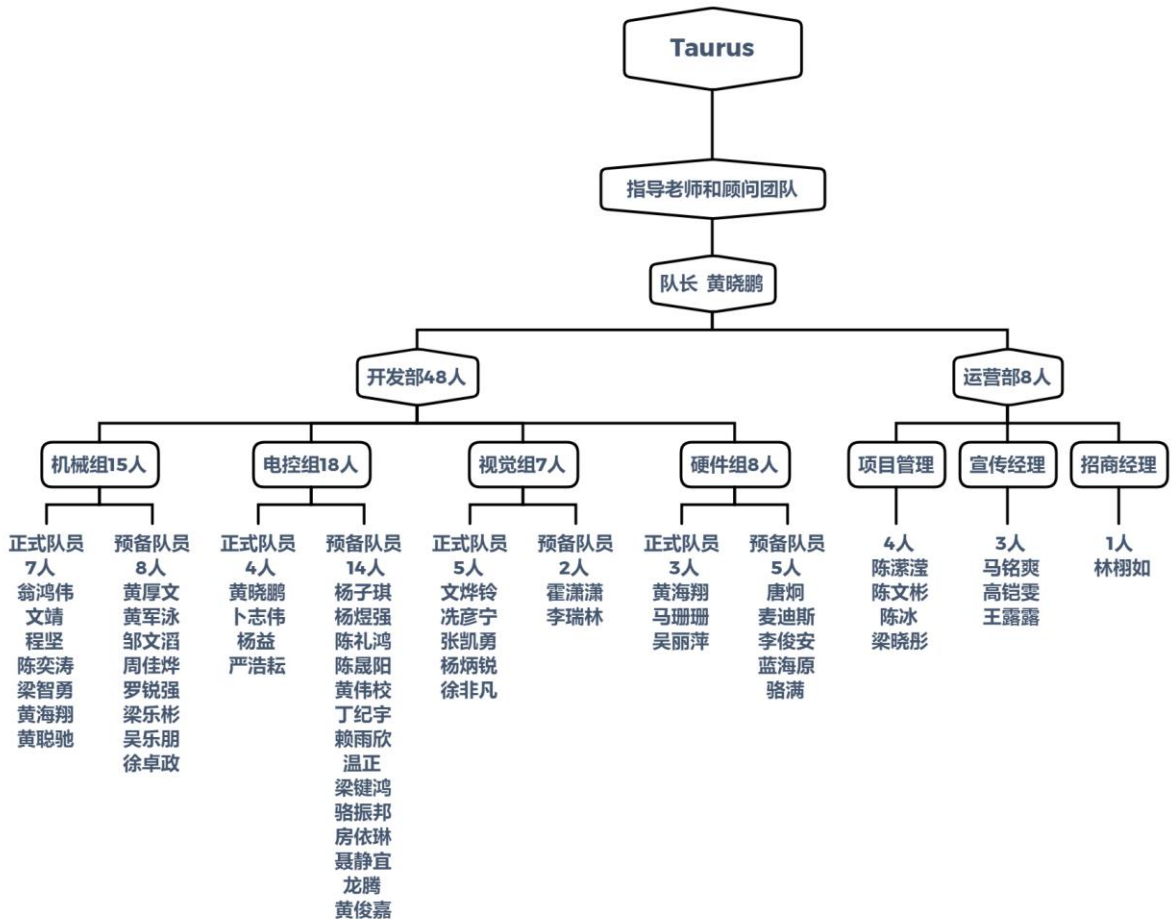 Taurus
指导老师和顾问团队
队长 黄晓鹏
开发部48人
运营部8人
机械组15人
电控组18人
视觉组7人
硬件组8人
项目管理
宣传经理
招商经理
正式队员
7人
翁鸿伟
文靖
程坚
陈奕涛
梁智勇
黄海翔
黄聪驰
预备队员
8人
黄厚文
黄军泳
邹文滔
周佳烨
罗锐强
梁乐彬
吴乐朋
徐卓政
正式队员
4人
黄晓鹏
卜志伟
杨益
严浩耘
预备队员
14人
杨子琪
杨煜强
陈礼鸿
陈晟阳
黄伟校
丁纪宇
赖雨欣
温正
梁键鸿
骆振邦
房依琳
聂静宜
龙腾
黄俊嘉
正式队员
5人
文烨铃
冼彦宁
张凯勇
杨炳锐
徐非凡
预备队员
2人
霍潇潇
李瑞林
正式队员
3人
黄海翔
马珊珊
吴丽萍
预备队员
5人
唐炯
麦迪斯
李俊安
蓝海原
骆满
4人
陈潆滢
陈文彬
陈冰
梁晓彤
3人
马铭爽
高铠雯
王露露
1人
林栩如